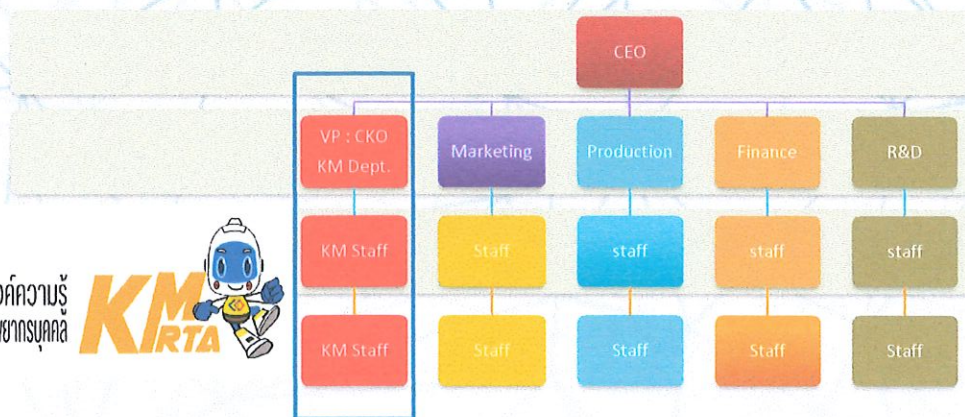 CEO
VP : CKO
KM Dept.
Marketing
Production
Finance
R&D
KM Staff
Staff
staff
staff
staff
KM Staff
Staff
Staff
Staff
Staff
KM
RTA